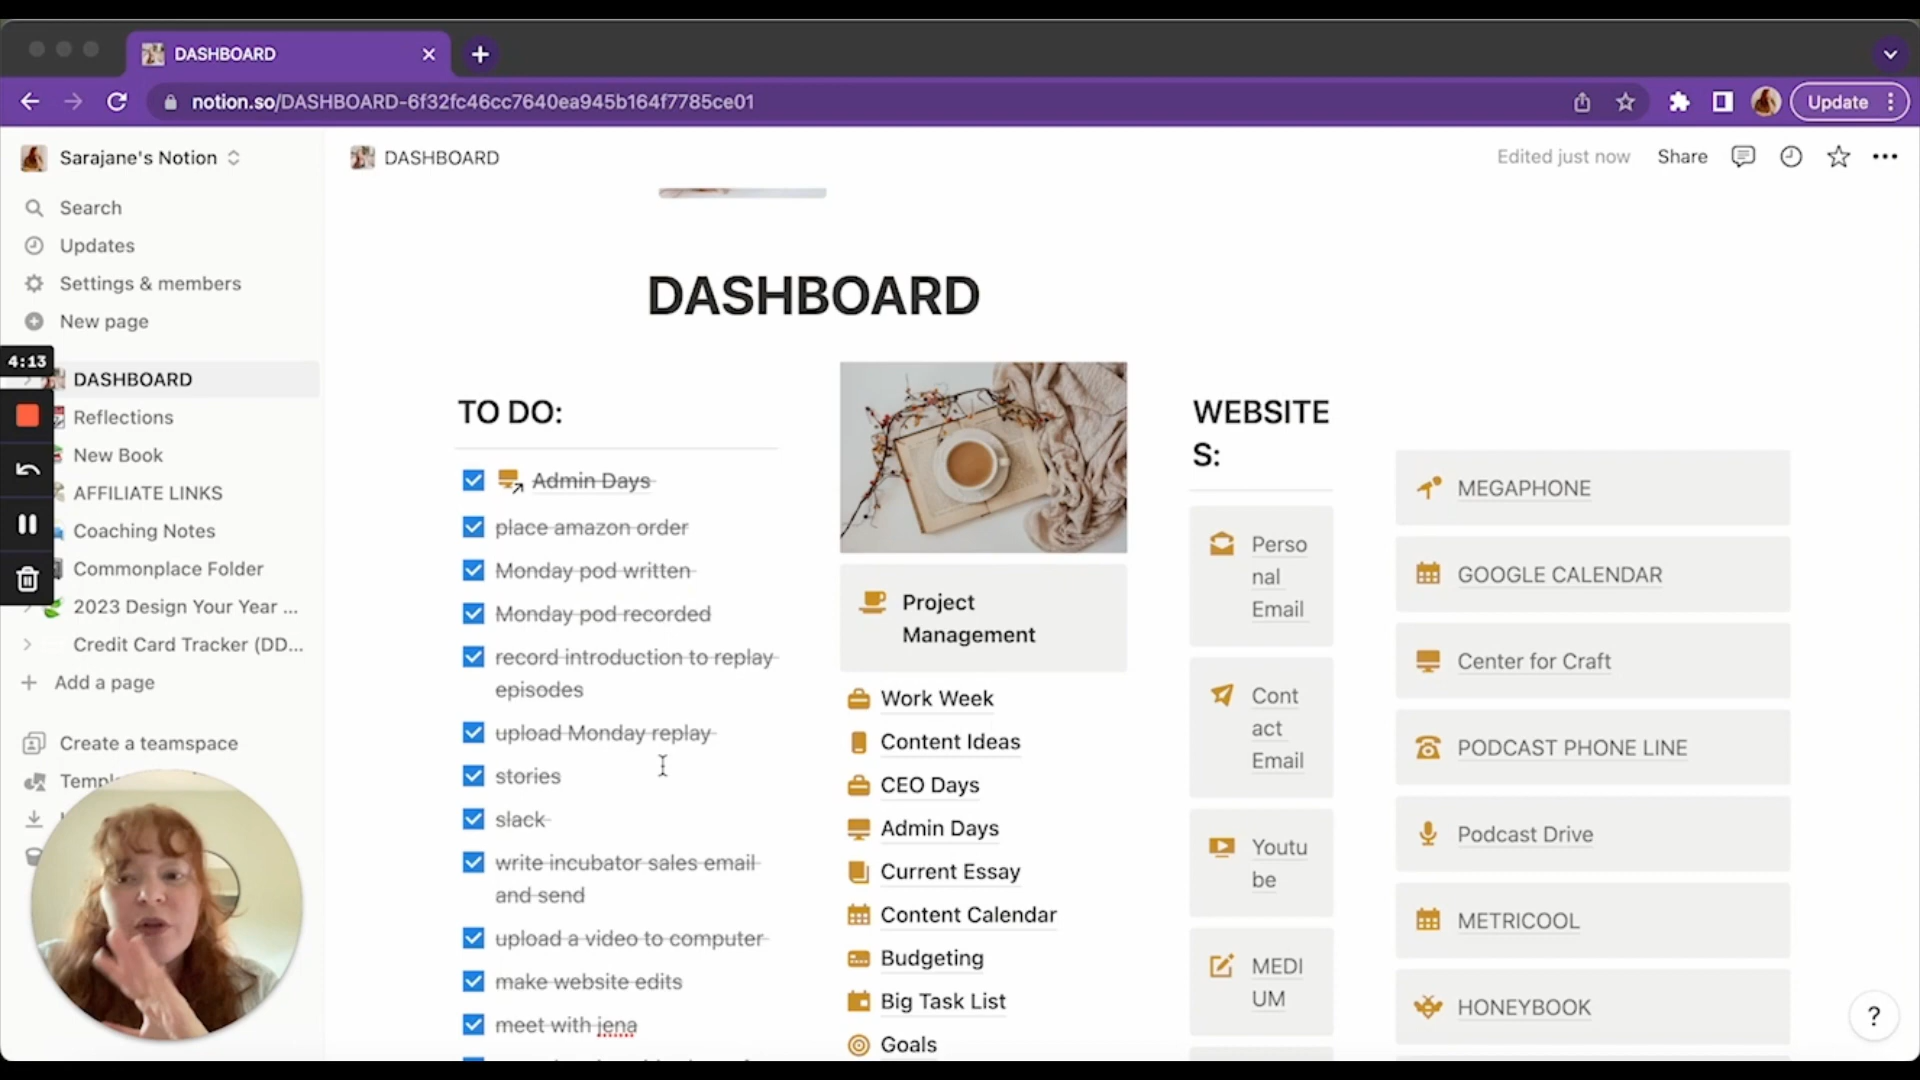 DASHBOARD
notion.so/DASHBOARD-6f32fc46cc7640ea945b164f7785ce01
Update
Sarajane's Notion
DASHBOARD
Edited just now
Share
Search
Updates
Settings & members
New page
4:13
DASHBOARD
Reflections
New Book
AFFILIATE LINKS
Coaching Notes
Commonplace Folder
2023 Design Your Year ...
Credit Card Tracker (DD...
Add a page
Create a teamspace
DASHBOARD
TO DO:
Admin Days
place amazon order
Monday pod written
Monday pod recorded
record introduction to replay
episodes
upload Monday replay
stories
slack
write incubator sales email
and send
upload a video to computer
make website edits
meet with jena
Project
Management
Work Week
Content Ideas
CEO Days
Admin Days
Current Essay
Content Calendar
Budgeting
Big Task List
Goals
WEBSITE
S:
Perso
nal
Email
Cont
act
Email
Youtu
be
MEDI
UM
MEGAPHONE
GOOGLE CALENDAR
Center for Craft
PODCAST PHONE LINE
Podcast Drive
METRICOOL
HONEYBOOK
?